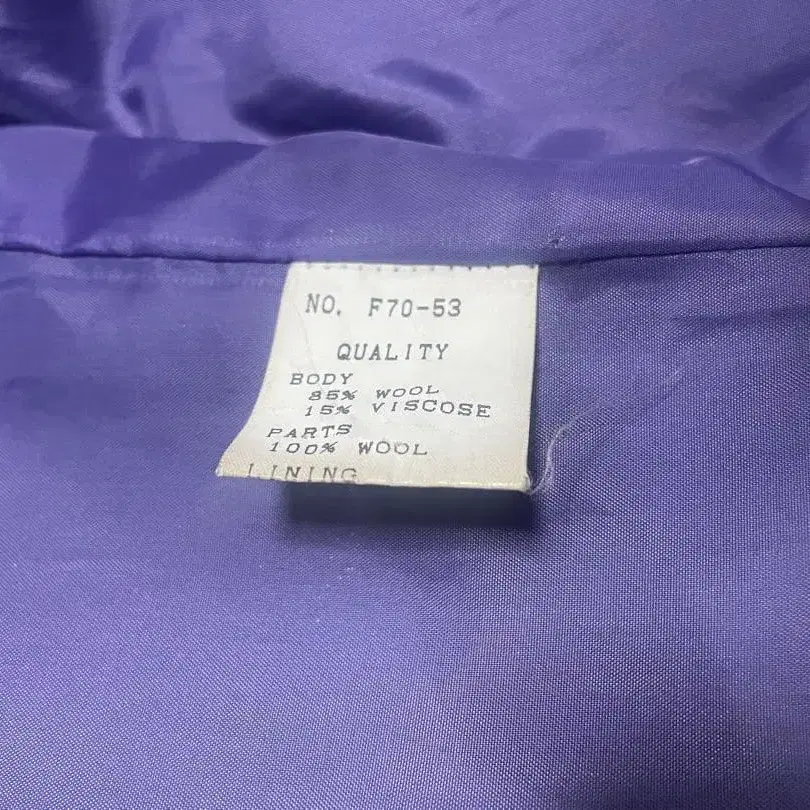 NO. F70-53
QUALITY
BODY
85% WOOL
15% VISCOSE
PARTS
100% WOOL
LINING